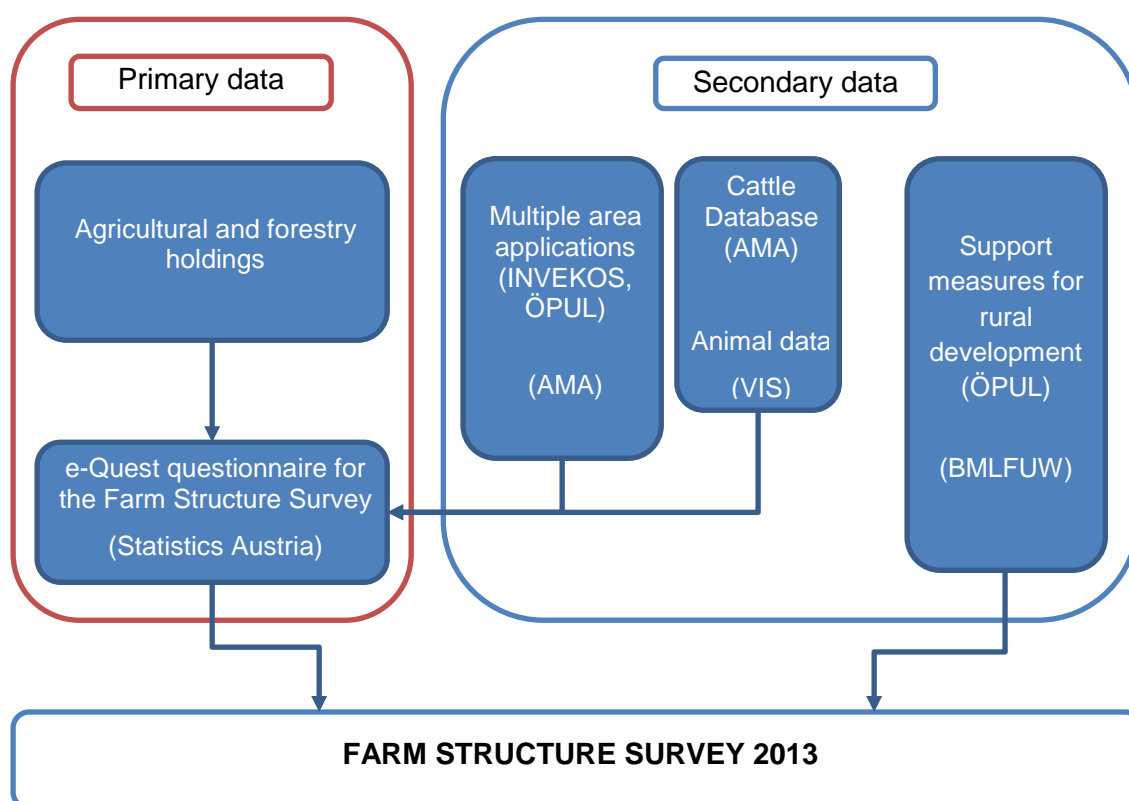 Primary data
Agricultural and forestry
holdings
e-Quest questionnaire for
the Farm Structure Survey
(Statistics Austria)
Secondary data
Multiple area
applications
(INVEKOS,
ÖPUL)
(AMA)
Cattle
Database
(AMA)
Animal data
(VIS)
Support
measures for
rural
development
(ÖPUL)
(BMLFUW)
FARM STRUCTURE SURVEY 2013